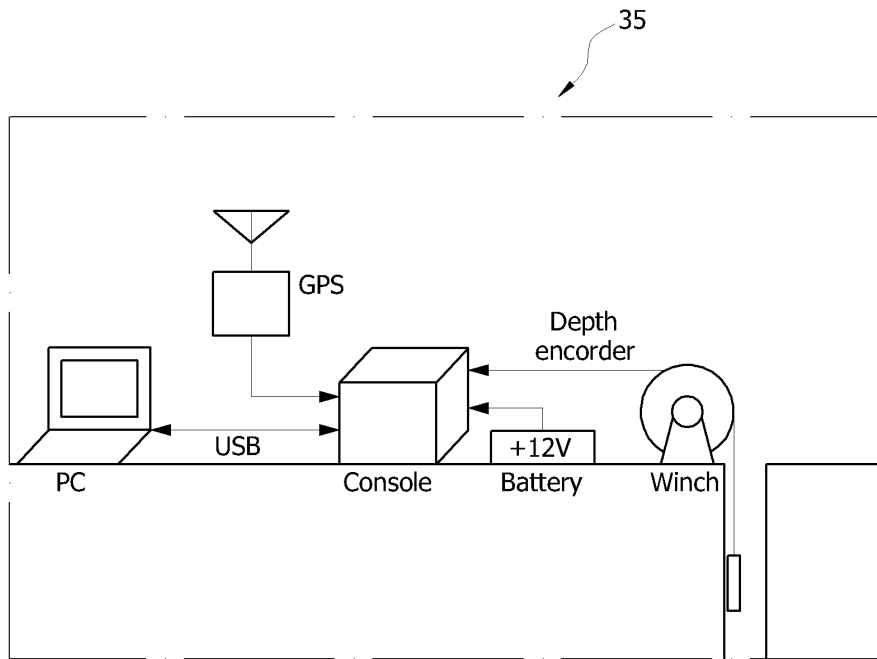 35
GPS
Depth
encorder
USB
+12V
PC
Console
Battery
Winch